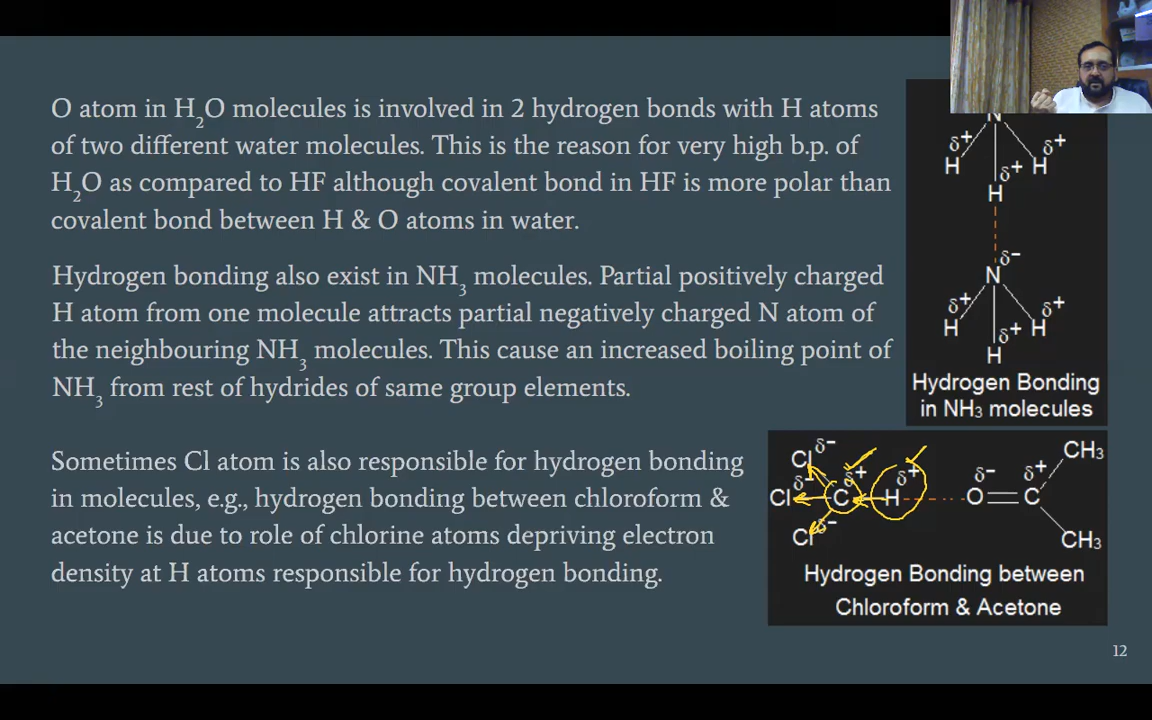 O atom in H₂O molecules is involved in 2 hydrogen bonds with H atoms
of two different water molecules. This is the reason for very high b.p. of
H₂O as compared to HF although covalent bond in HF is more polar than
covalent bond between H & O atoms in water.
Hydrogen bonding also exist in NH₃ molecules. Partial positively charged
H atom from one molecule attracts partial negatively charged N atom of
the neighbouring NH₃ molecules. This cause an increased boiling point of
NH₃ from rest of hydrides of same group elements.
Sometimes Cl atom is also responsible for hydrogen bonding
in molecules, e.g., hydrogen bonding between chloroform &
acetone is due to role of chlorine atoms depriving electron
density at H atoms responsible for hydrogen bonding.
N
δ+ δ+
H δ+ H
H
δ−
N
δ+ δ+
H δ+ H
H
Hydrogen Bonding
in NH₃ molecules
δ− CH₃
Cl δ+ δ+ δ− δ+
δ−
Cl C H O C
δ−
Cl CH₃
Hydrogen Bonding between
Chloroform & Acetone
12